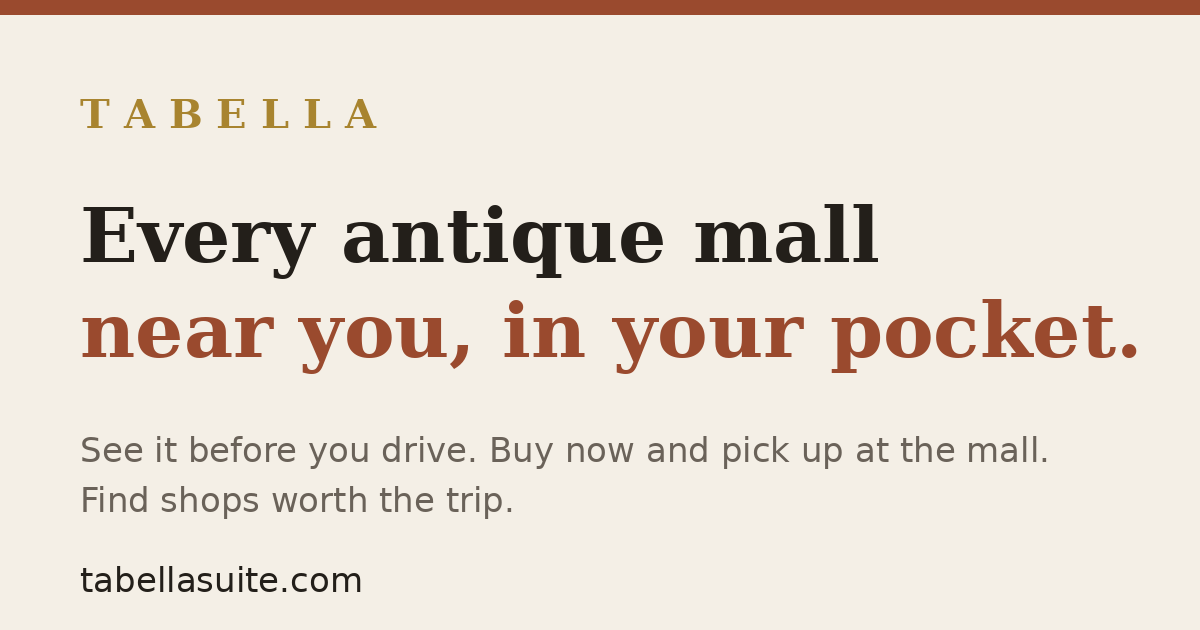 TABELLA
Every antique mall
near you, in your pocket.
See it before you drive. Buy now and pick up at the mall.
Find shops worth the trip.
tabellasuite.com